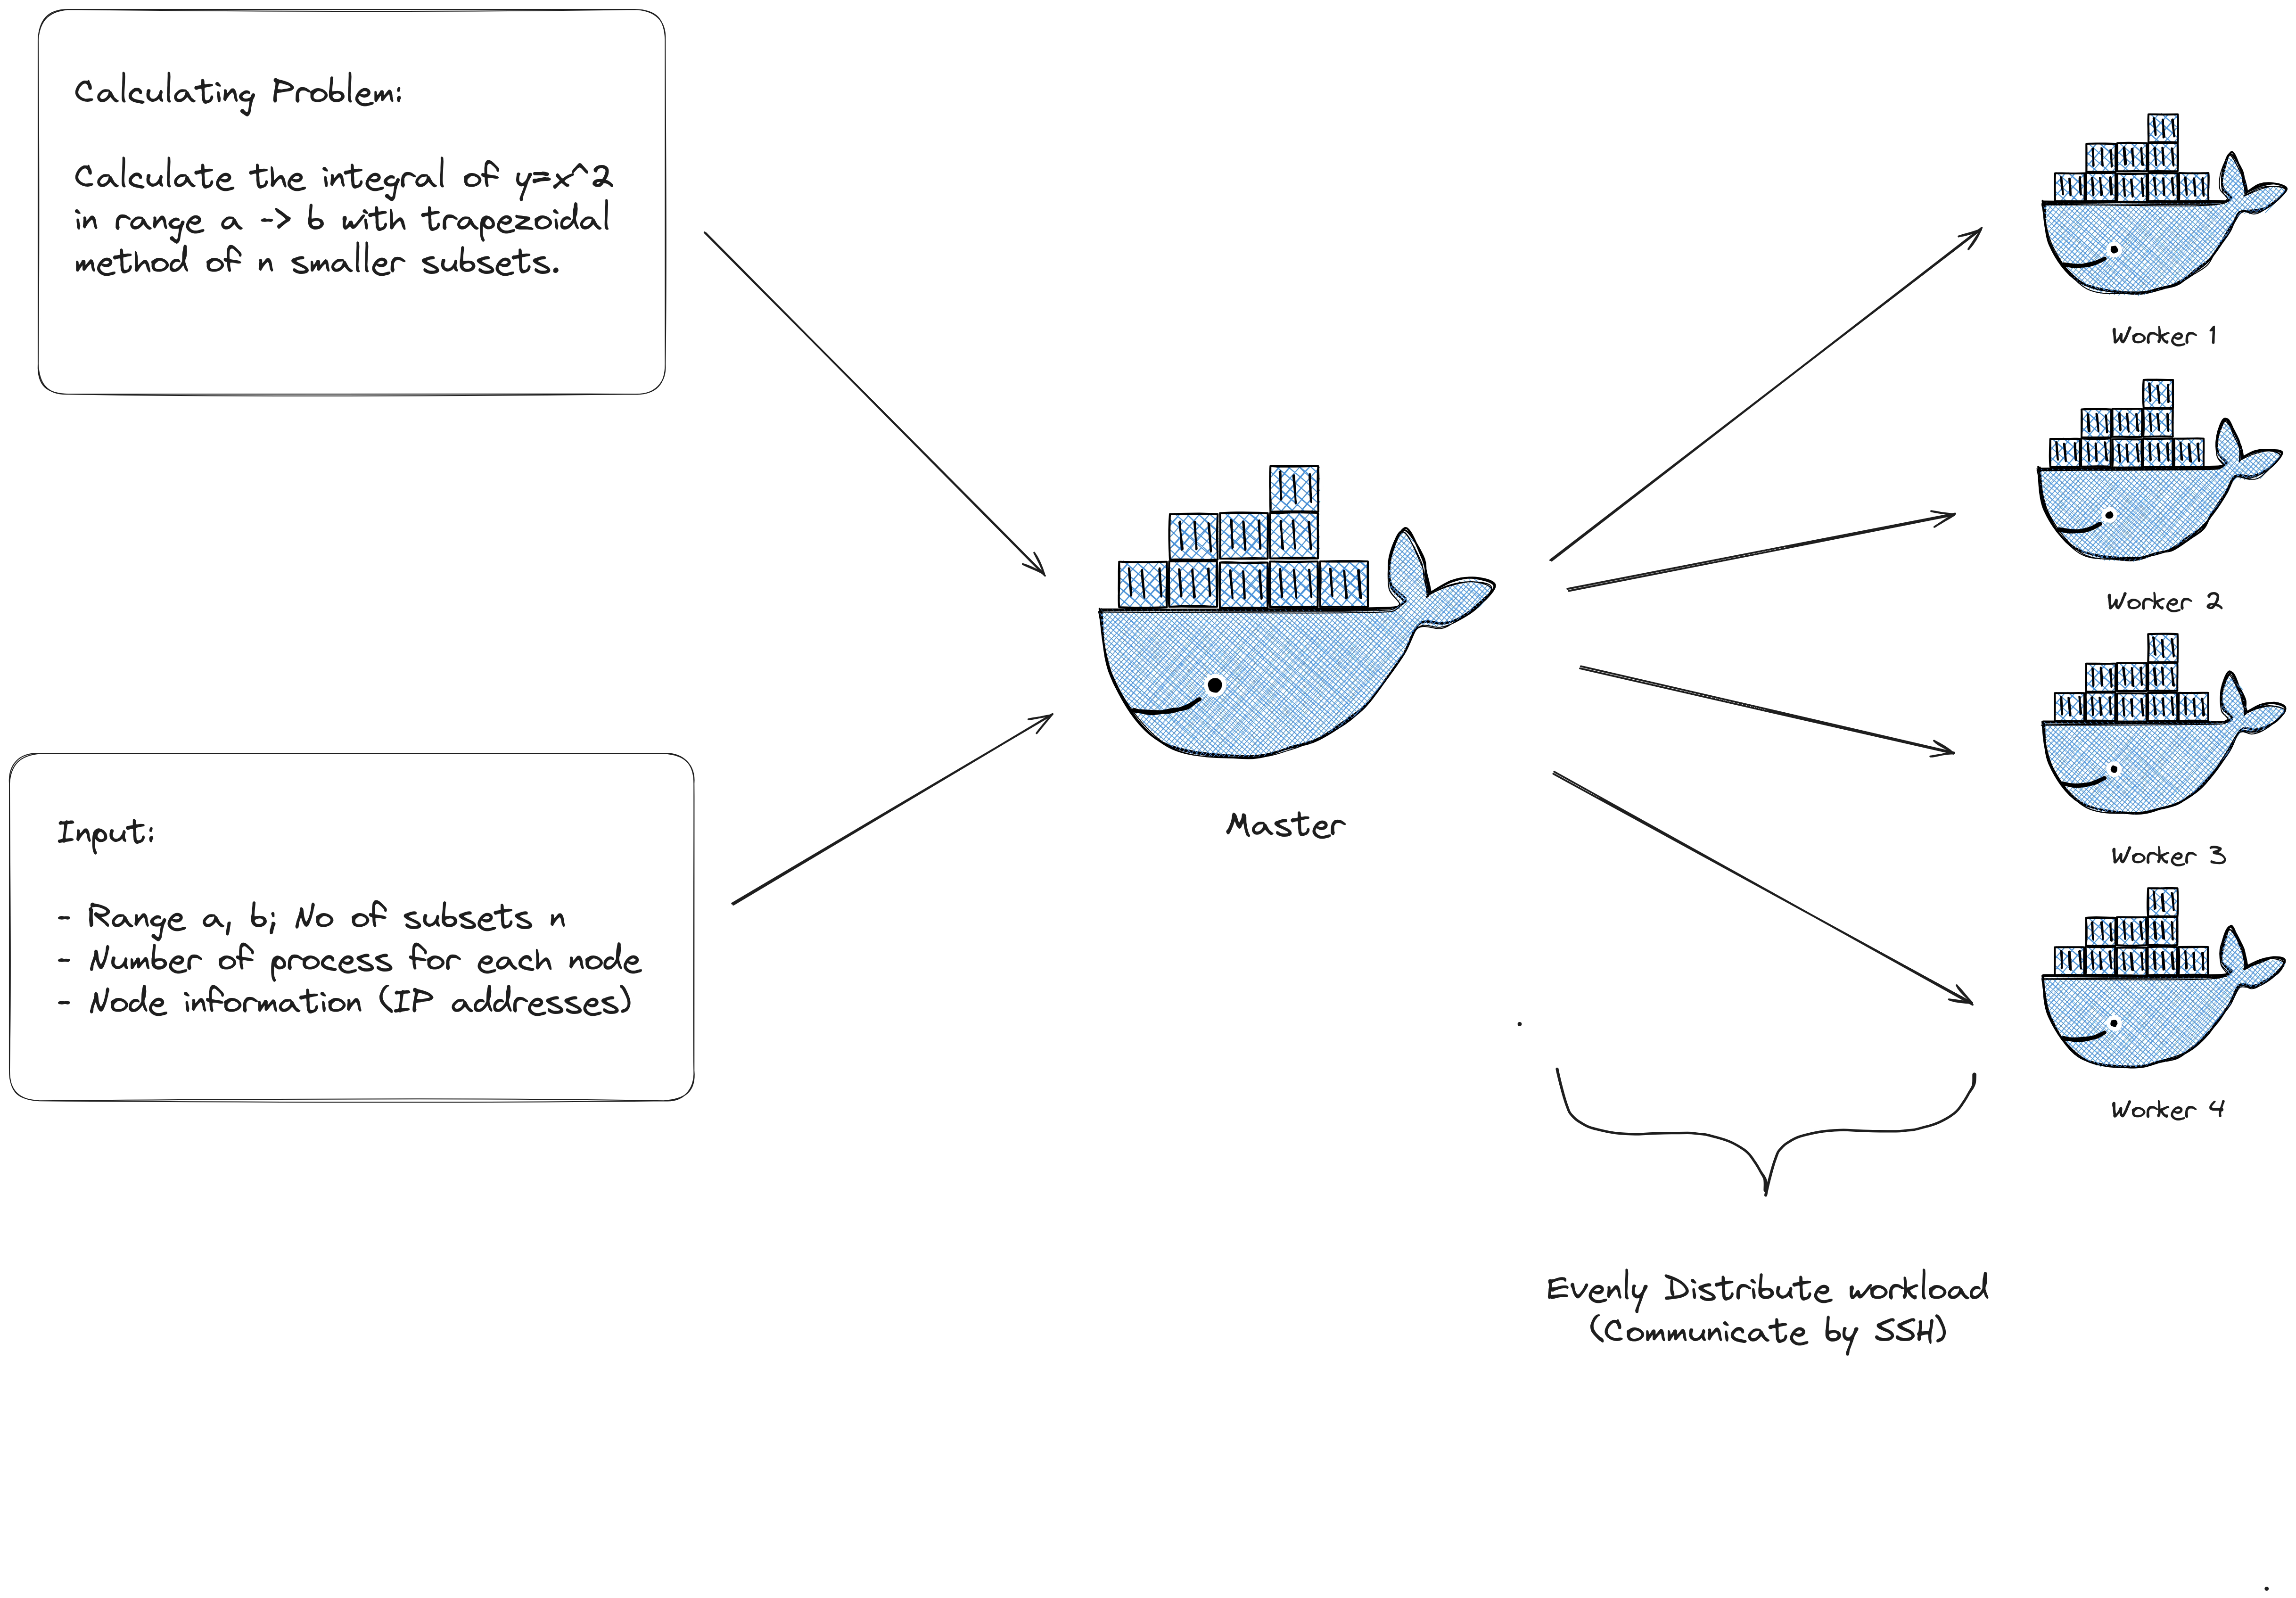 Calculating Problem:
Calculate the integral of y=x^2
in range a -> b with trapezoidal
method of n smaller subsets.
Input:
- Range a, b; No of subsets n
- Number of process for each node
- Node information (IP addresses)
Master
Worker 1
Worker 2
Worker 3
Worker 4
Evenly Distribute workload
(Communicate by SSH)